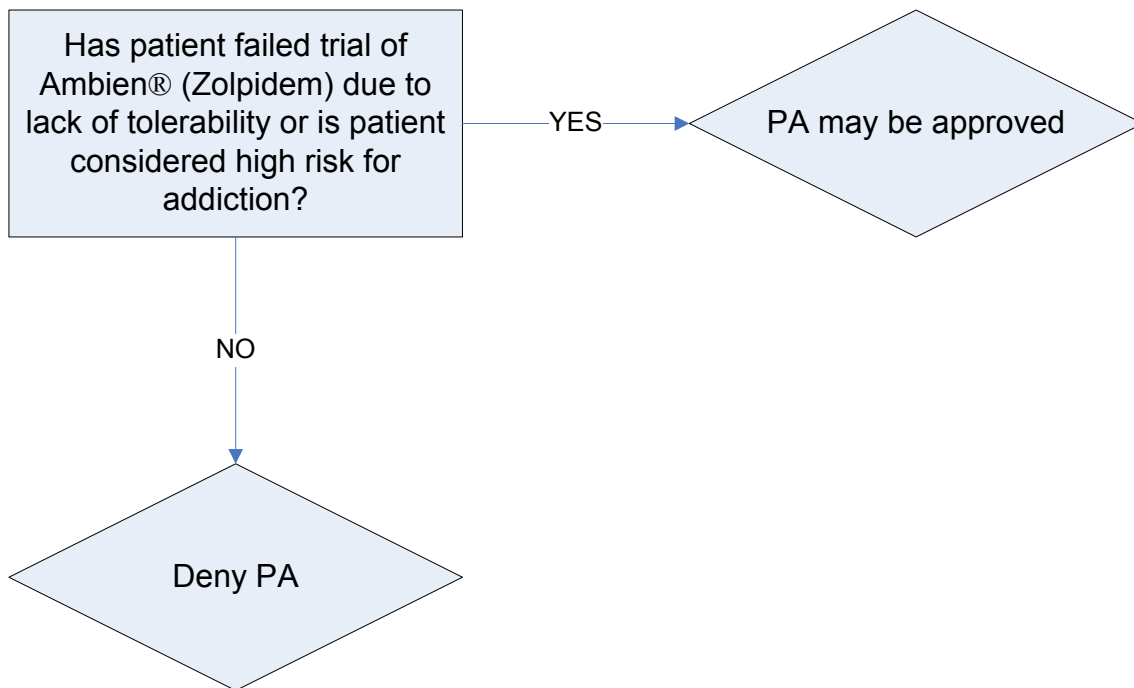 Has patient failed trial of
Ambien® (Zolpidem) due to
lack of tolerability or is patient
considered high risk for
addiction?
YES
PA may be approved
NO
Deny PA